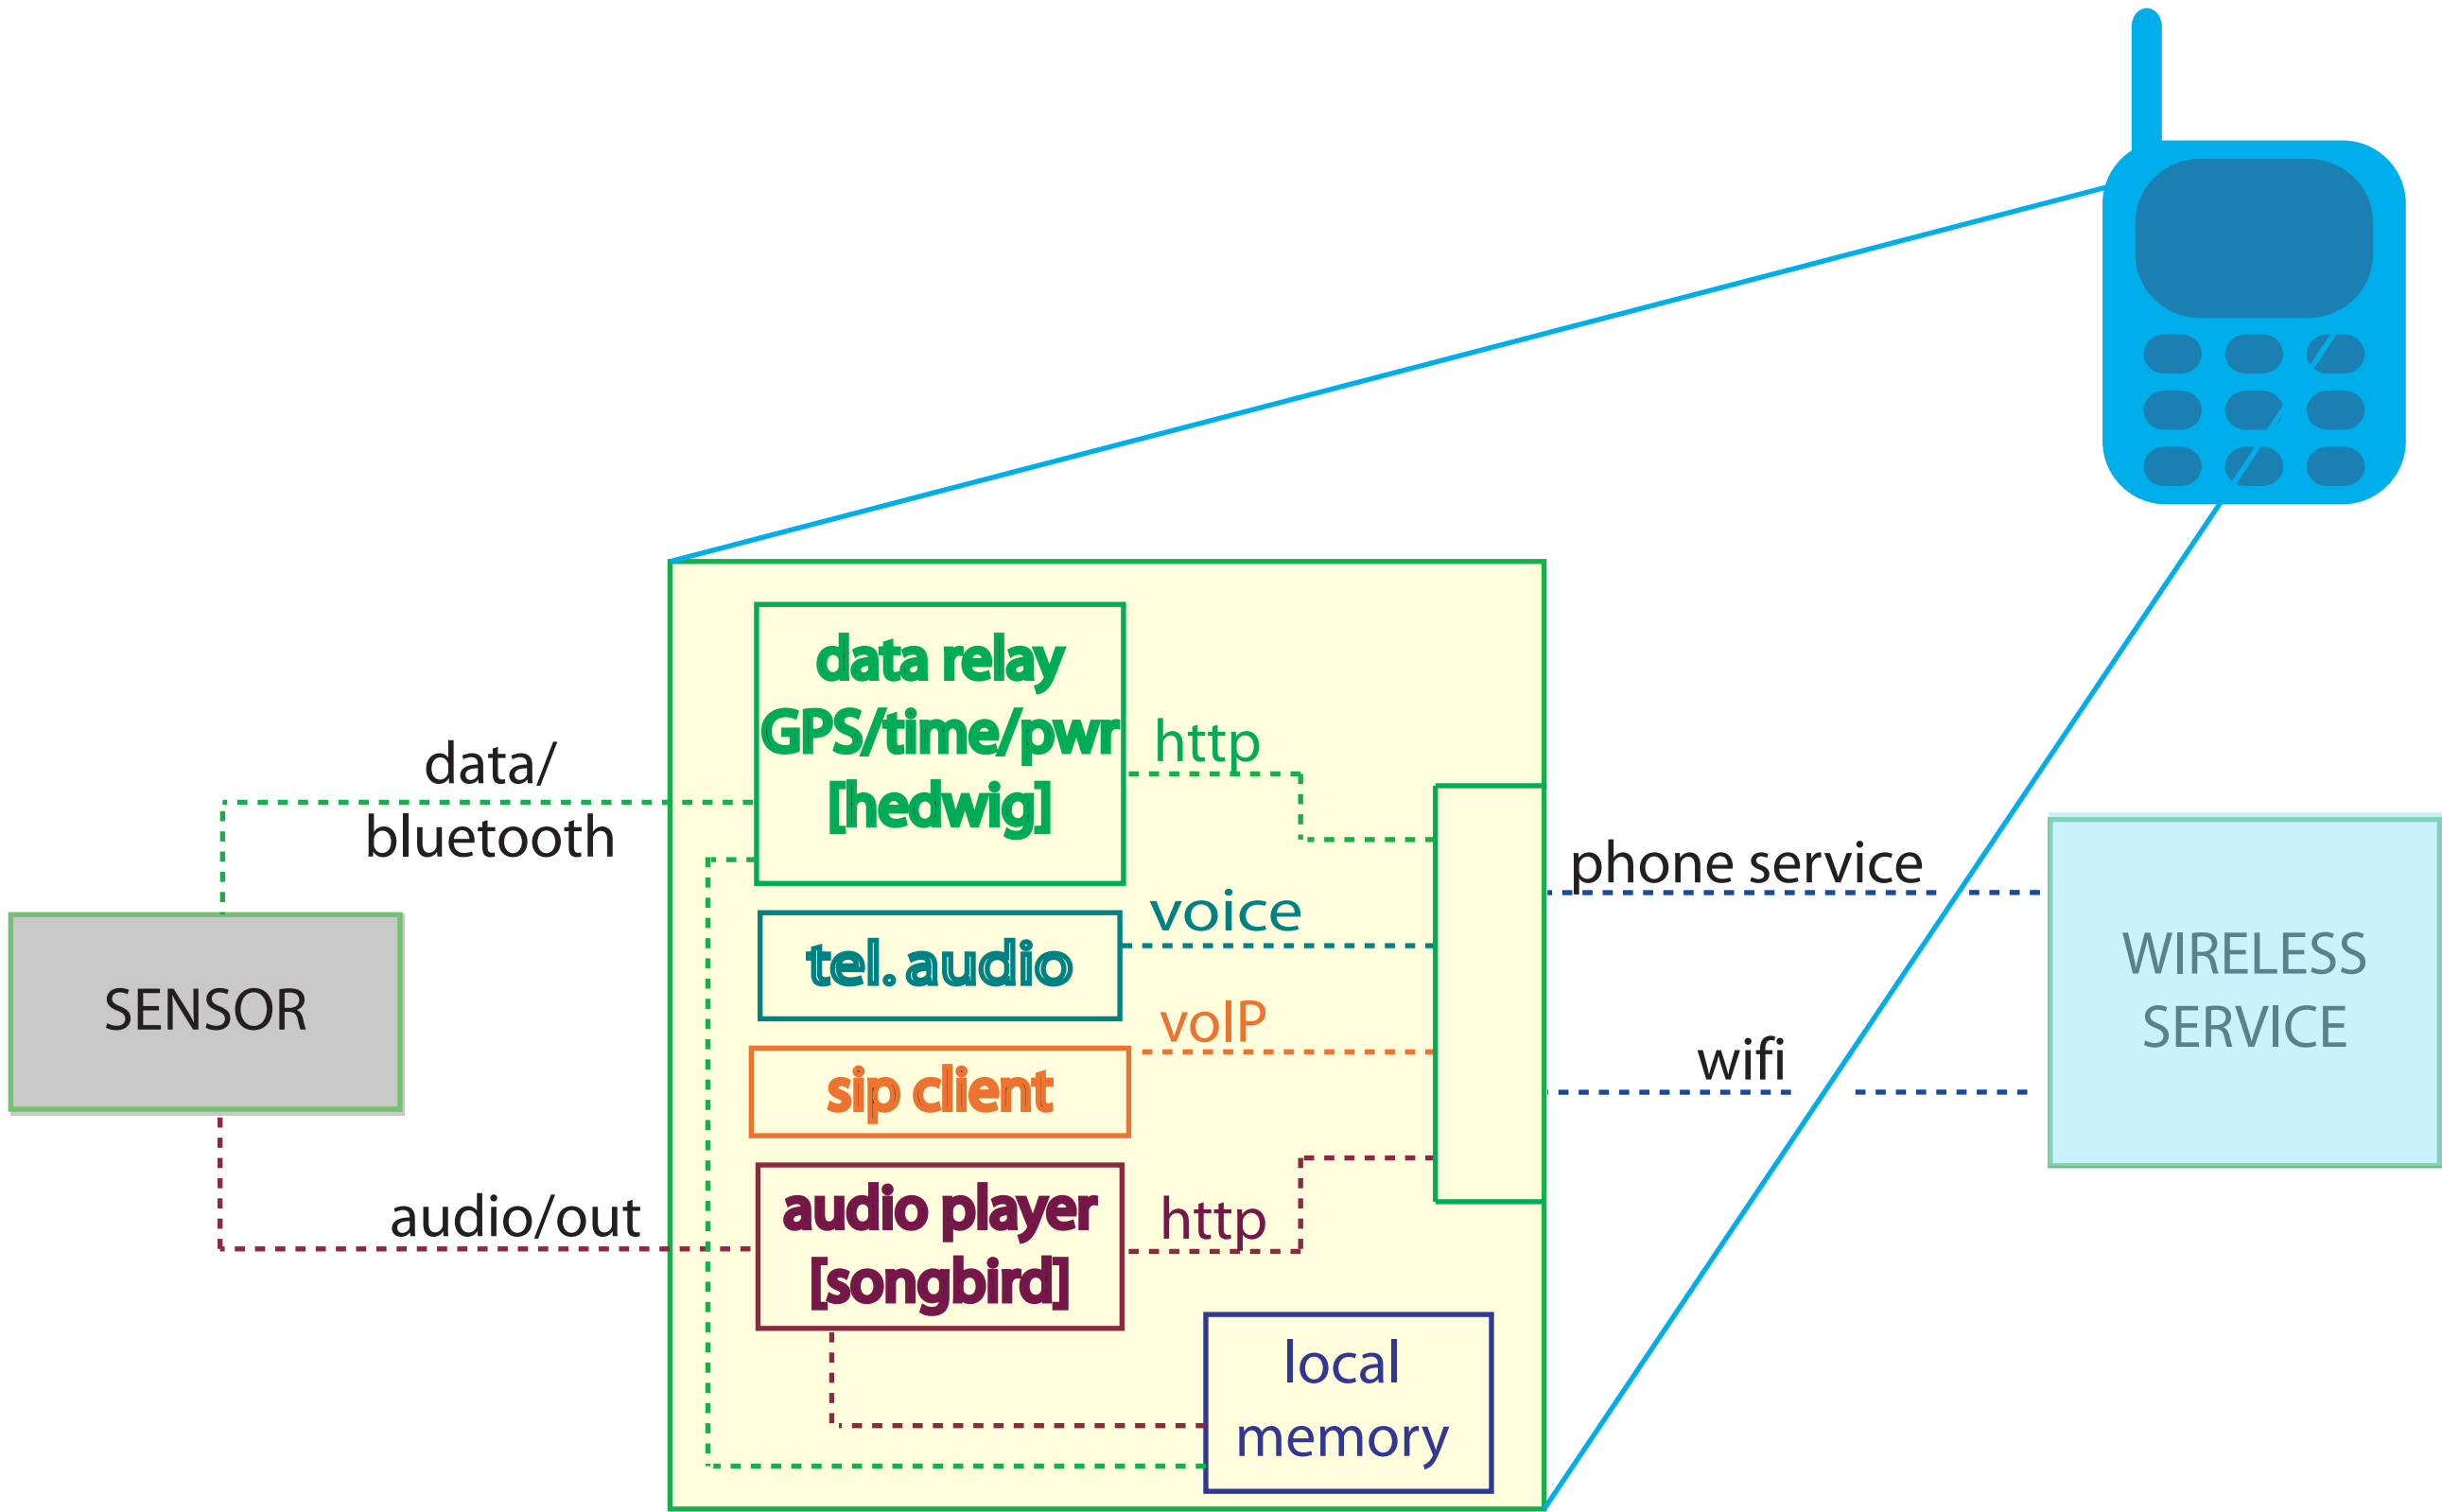 data relay
GPS/time/pwr
[hedwig]
http
data/
bluetooth
phone service
voice
tel. audio
WIRELESS
SERVICE
SENSOR
voIP
wifi
sip client
audio/out
audio player
[songbird]
http
local
memory